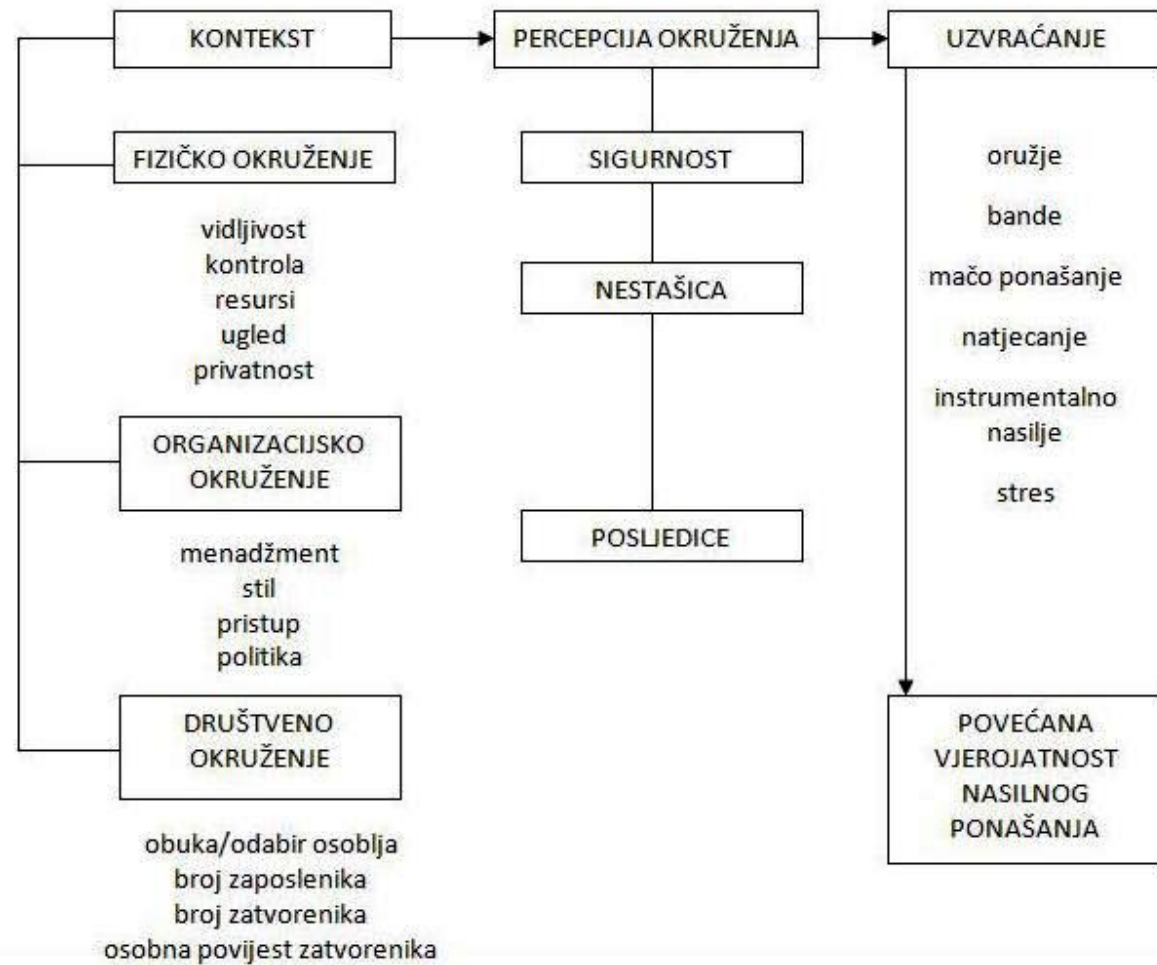 KONTEKST
PERCEPCIJA OKRUŽENJA
UZVRAĆANJE
FIZIČKO OKRUŽENJE
vidljivost
kontrola
resursi
ugled
privatnost
ORGANIZACIJSKO
OKRUŽENJE
menadžment
stil
pristup
politika
DRUŠTVENO
OKRUŽENJE
obuka/odabir osoblja
broj zaposlenika
broj zatvorenika
osobna povijest zatvorenika
SIGURNOST
NESTAŠICA
POSLJEDICE
oružje
bande
mačo ponašanje
natjecanje
instrumentalno
nasilje
stres
POVEĆANA
VJEROJATNOST
NASILNOG
PONAŠANJA